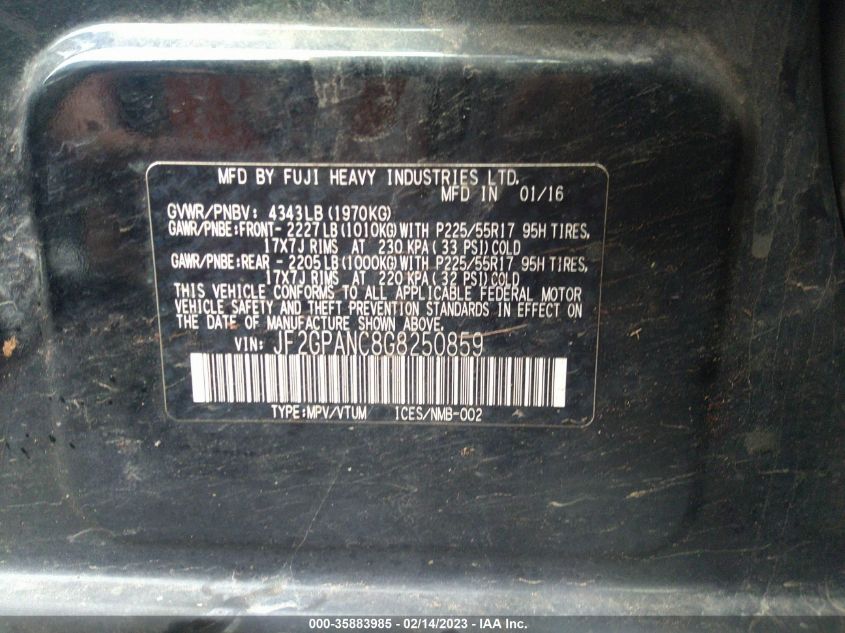 MFD BY FUJI HEAVY INDUSTRIES LTD.
MFD IN 01/16
GVWR/PNBV: 4343LB(1970KG)
GAWR/PNBE:FRONT- 2227LB(1010KG)WITH P225/55R17 95H TIRES,
17X7J RIMS AT 230 KPA(33 PSI)COLD
GAWR/PNBE:REAR - 2205LB(1000KG)WITH P225/55R17 95H TIRES,
17X7J RIMS AT 220 KPA(32 PSI)COLD
THIS VEHICLE CONFORMS TO ALL APPLICABLE FEDERAL MOTOR
VEHICLE SAFETY AND THEFT PREVENTION STANDARDS IN EFFECT ON
THE DATE OF MANUFACTURE SHOWN ABOVE.
VIN: JF2GPANC8G8250859
TYPE:MPV/VTUM ICES/NMB-002
000-35883985 - 02/14/2023 - IAA Inc.